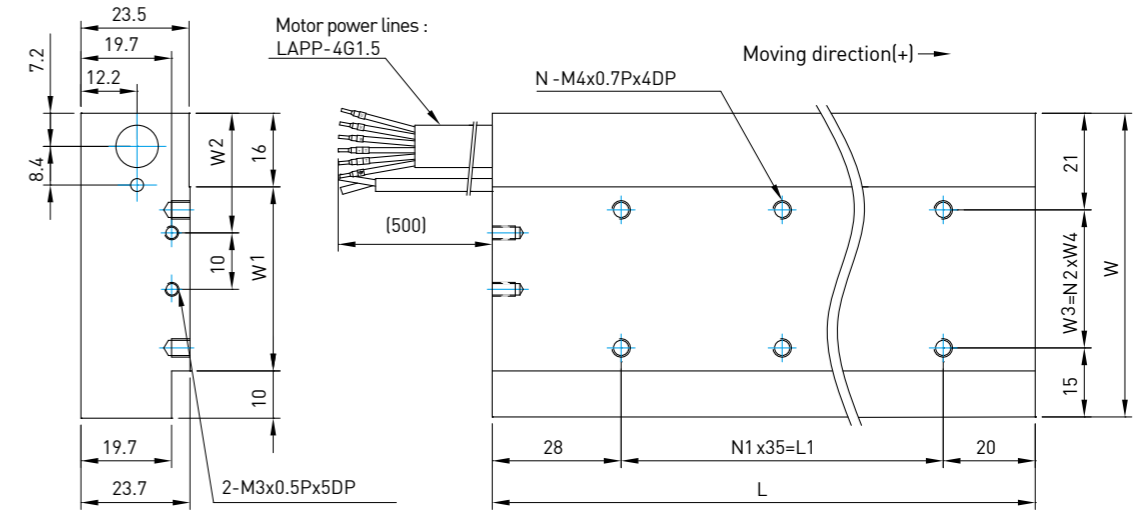 23.5
19.7
12.2
7.2
8.4
W2
16
10
W1
10
19.7
23.7
2-M3x0.5Px5DP
Motor power lines :
LAPP-4G1.5
(500)
N -M4x0.7Px4DP
Moving direction(+)
21
W3=N2xW4
W
15
28
N1x35=L1
20
L